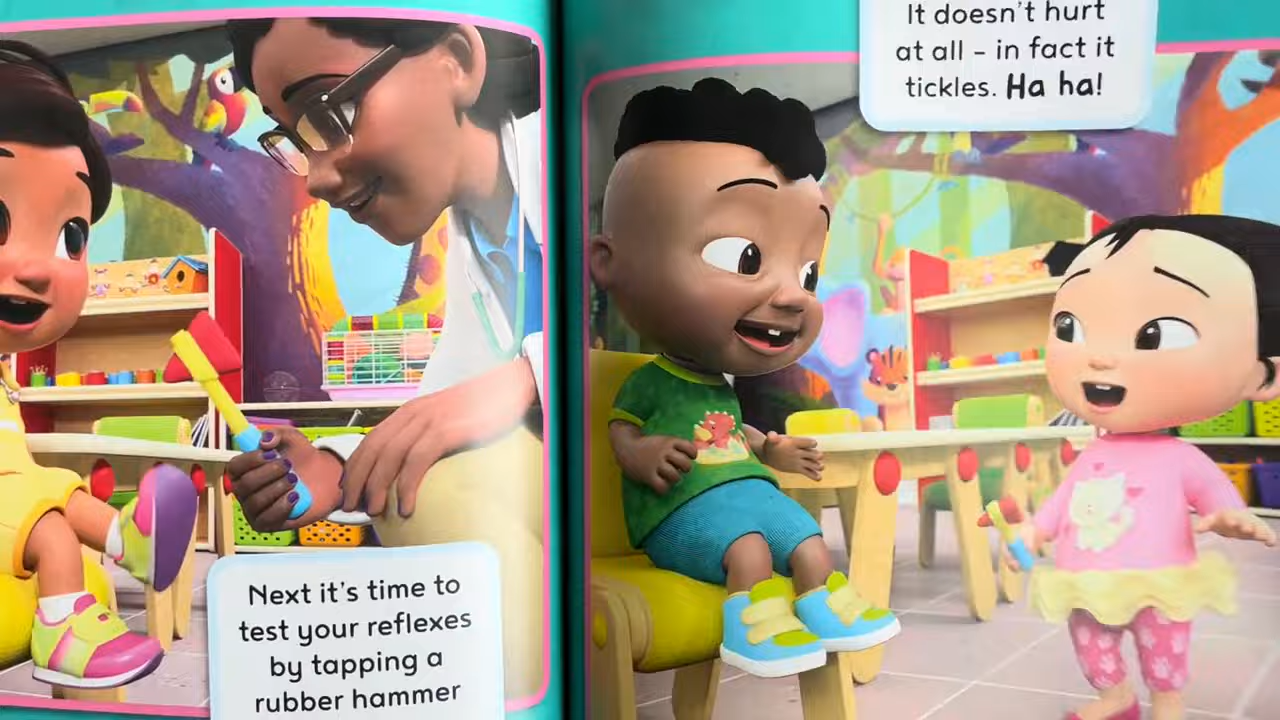 Next it's time to
test your reflexes
by tapping a
rubber hammer
It doesn't hurt
at all – in fact it
tickles. Ha ha!